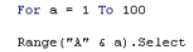 For a = 1 To 100
Range("A" & a).Select